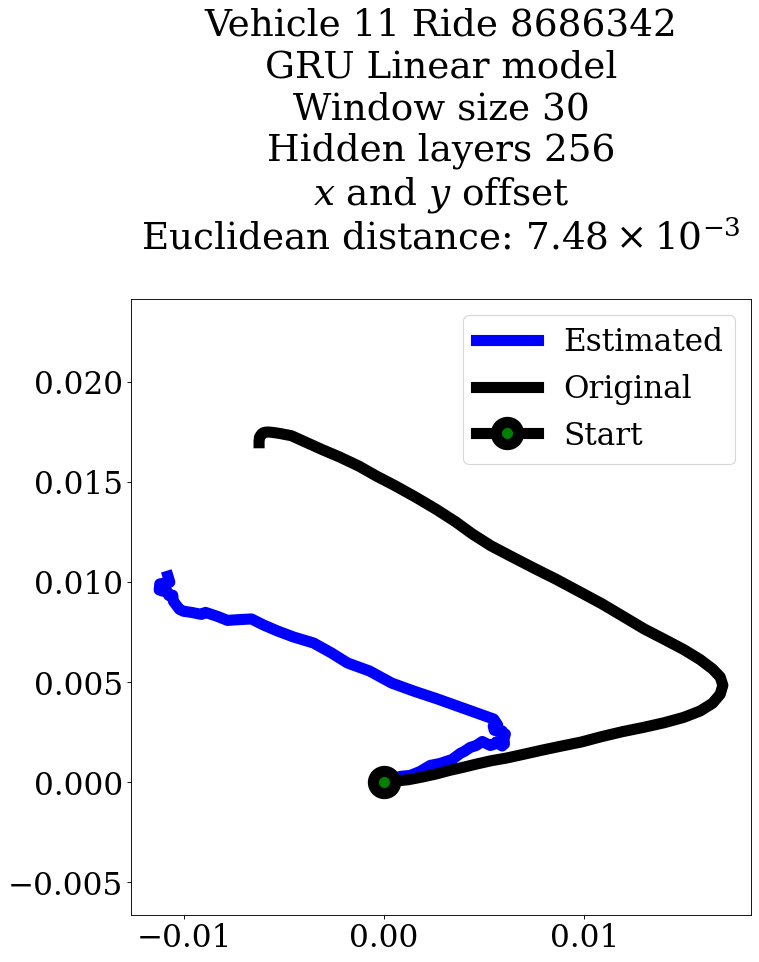 Vehicle 11 Ride 8686342
GRU Linear model
Window size 30
Hidden layers 256
x and y offset
Euclidean distance: 7.48 × 10⁻³
Estimated
Original
Start
0.020
0.015
0.010
0.005
0.000
−0.005
−0.01
0.00
0.01